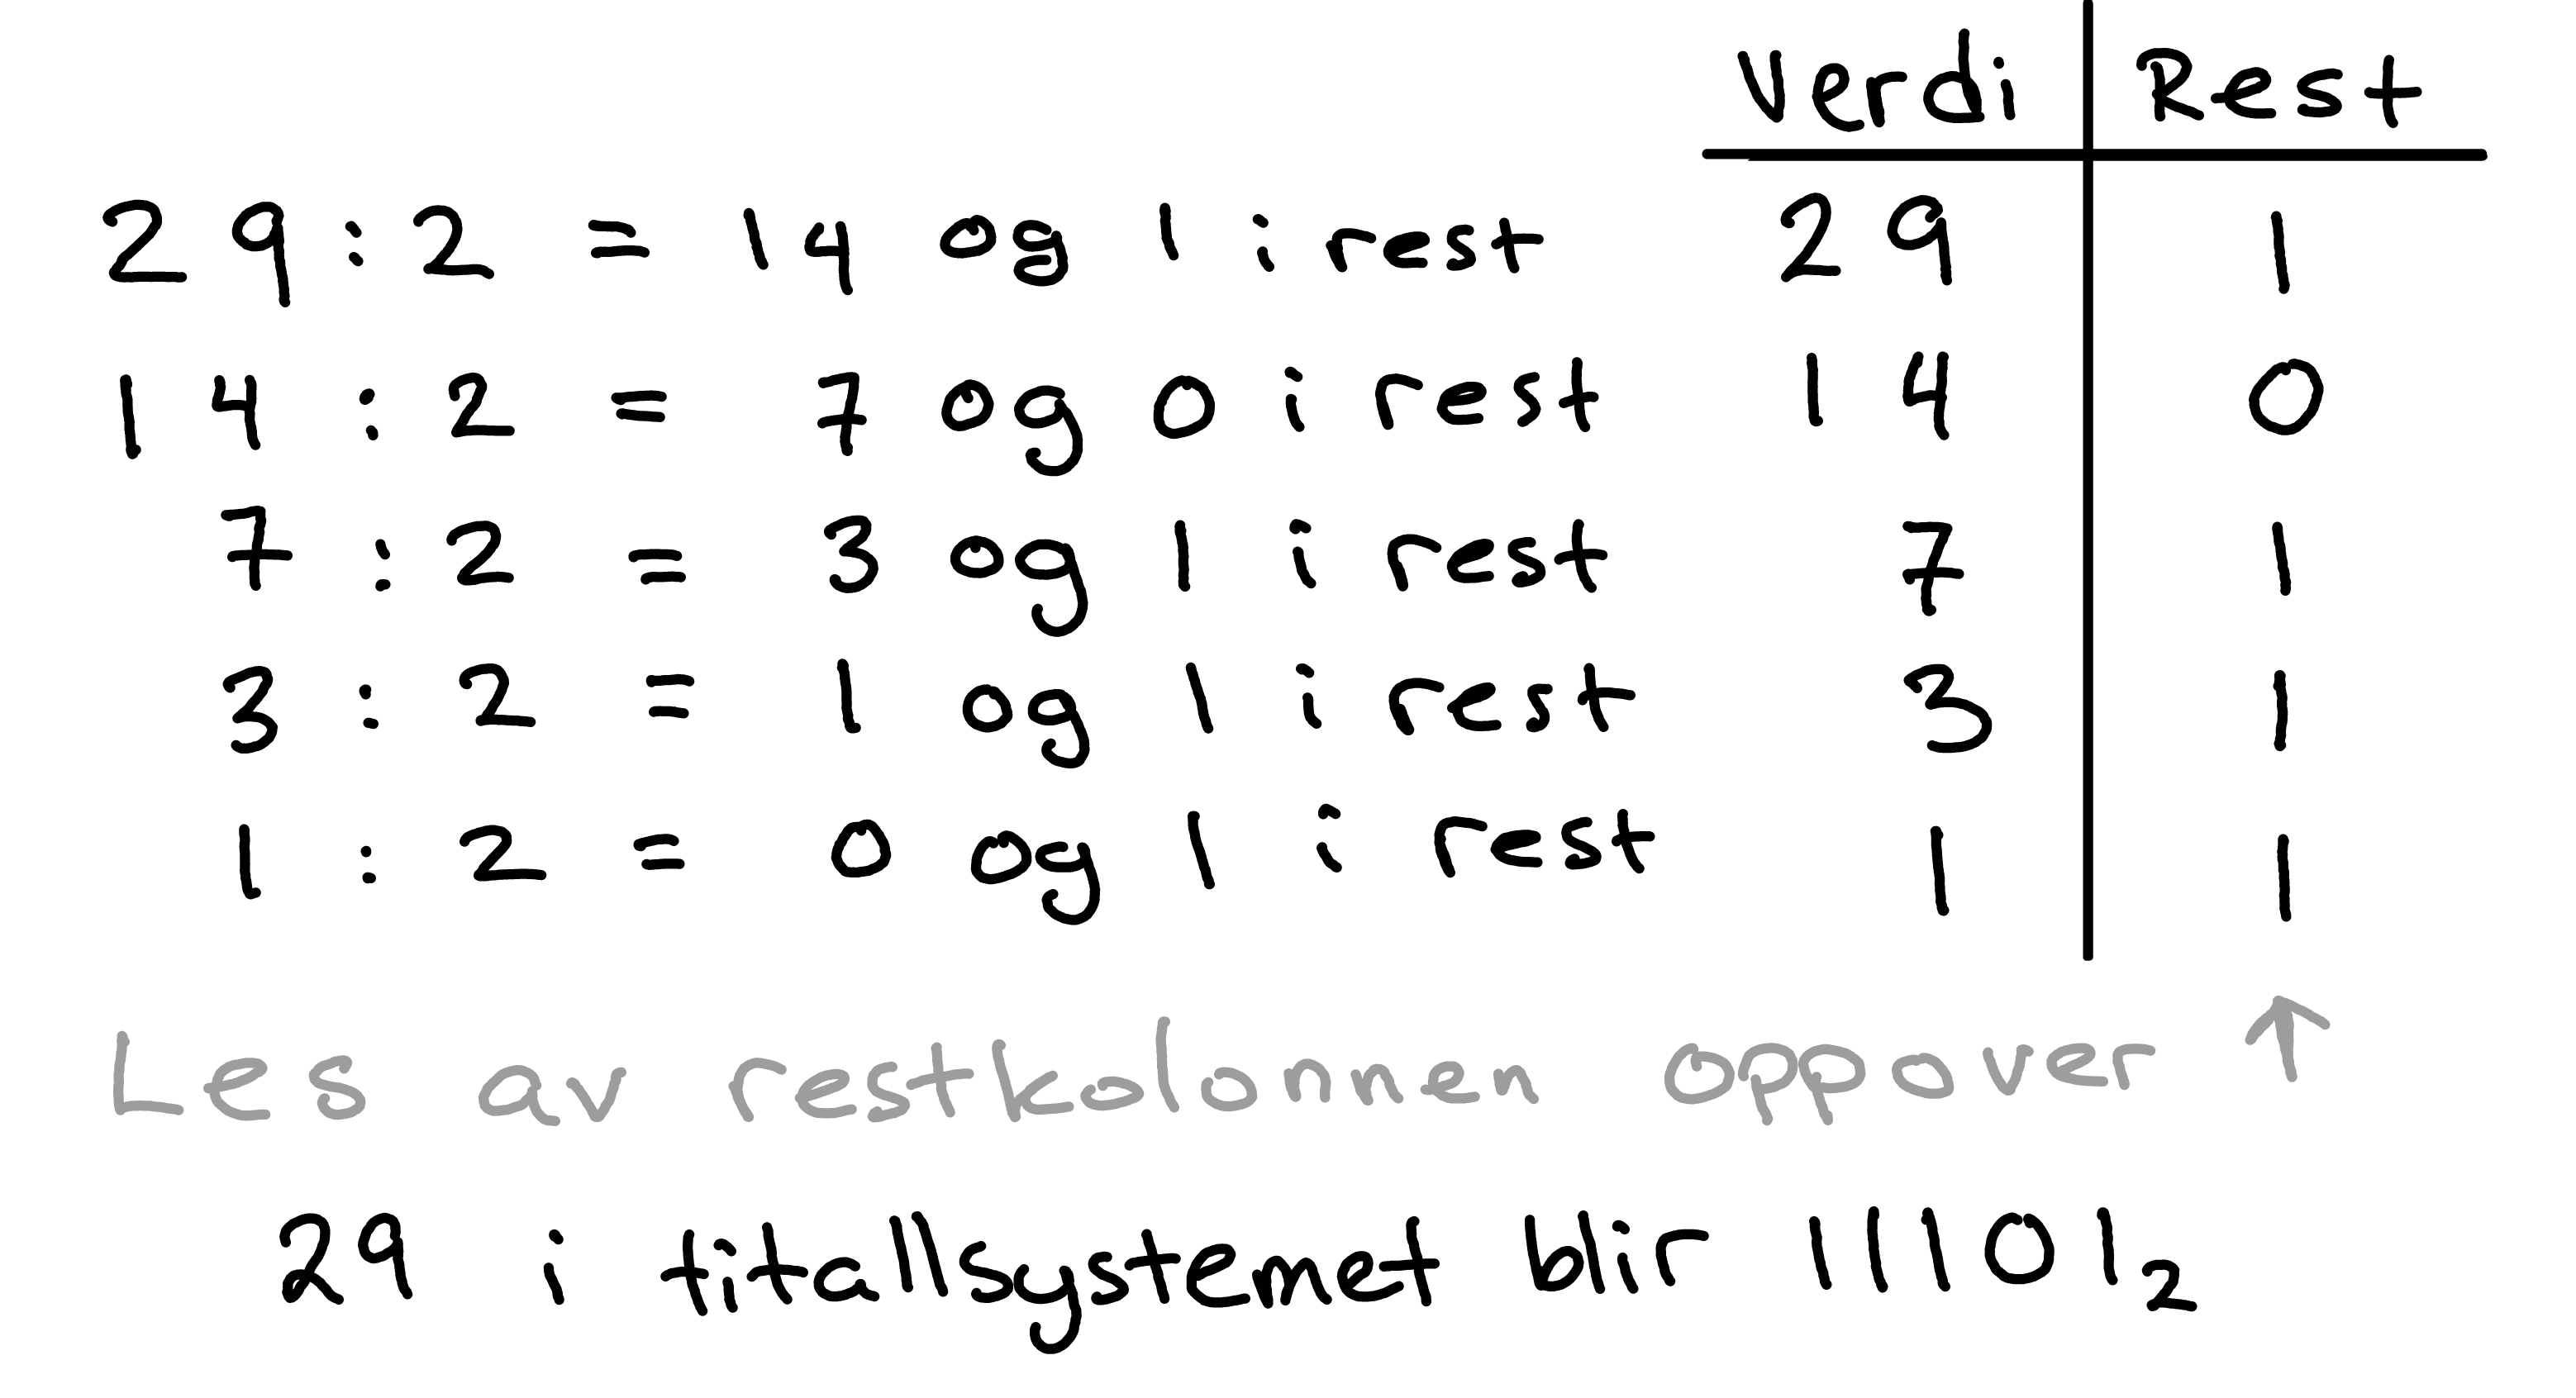 Verdi Rest
29 : 2 = 14 og 1 i rest 29 1
14 : 2 = 7 og 0 i rest 14 0
7 : 2 = 3 og 1 i rest 7 1
3 : 2 = 1 og 1 i rest 3 1
1 : 2 = 0 og 1 i rest 1 1
Les av restkolonnen oppover ↑
29 i titallsystemet blir 11101₂